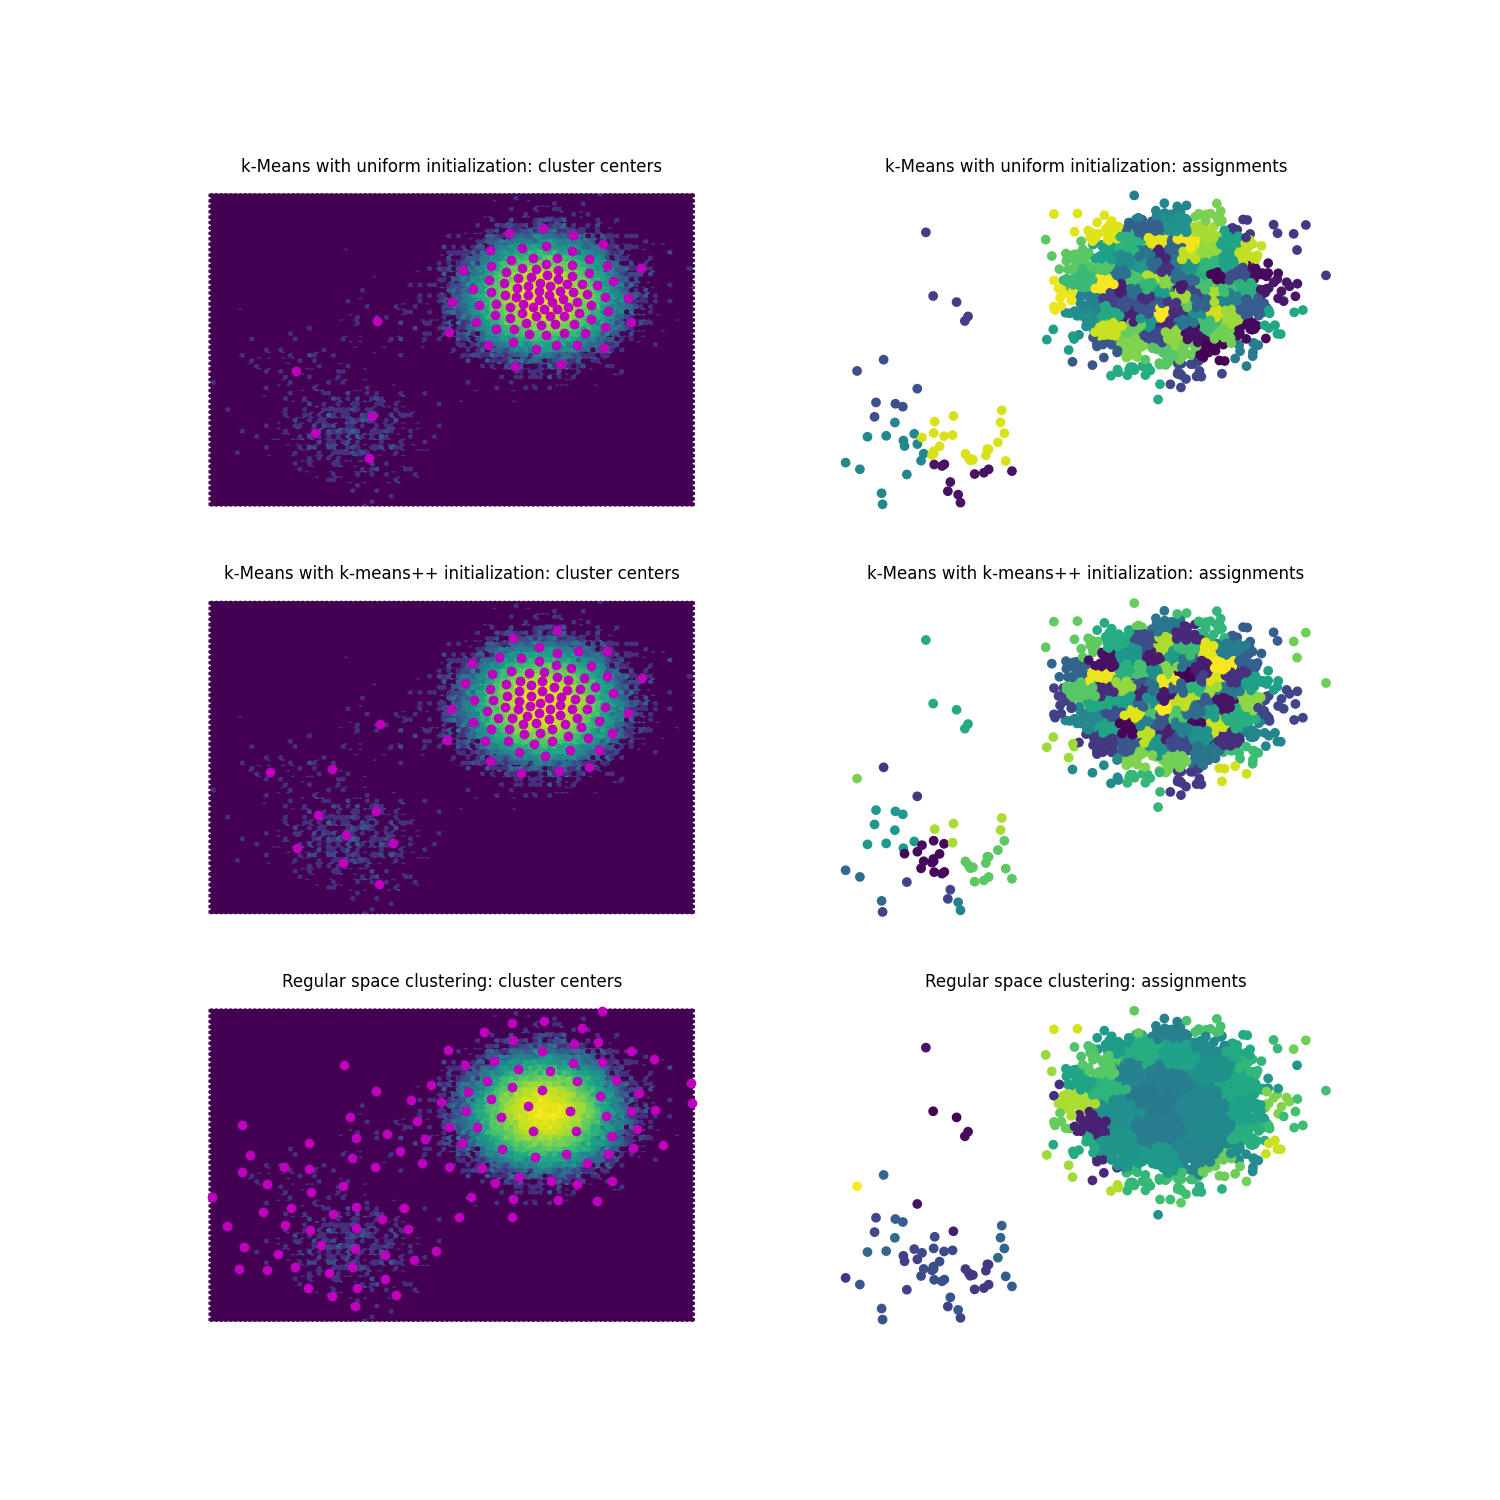 k-Means with uniform initialization: cluster centers
k-Means with uniform initialization: assignments
k-Means with k-means++ initialization: cluster centers
k-Means with k-means++ initialization: assignments
Regular space clustering: cluster centers
Regular space clustering: assignments